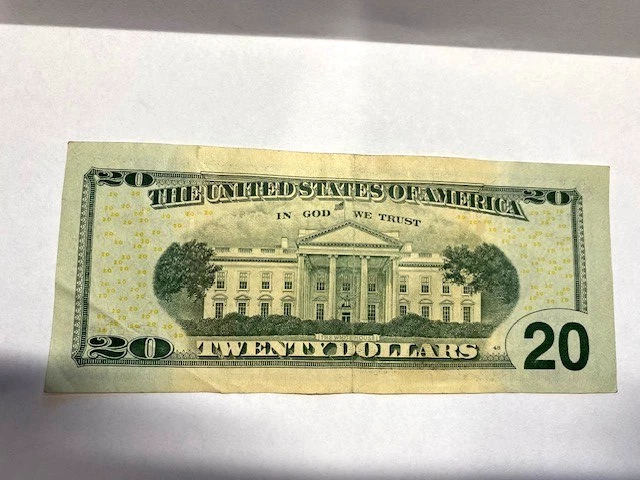 20 THE UNITED STATES OF AMERICA 20
IN GOD WE TRUST
THE WHITE HOUSE
20 TWENTY DOLLARS 20